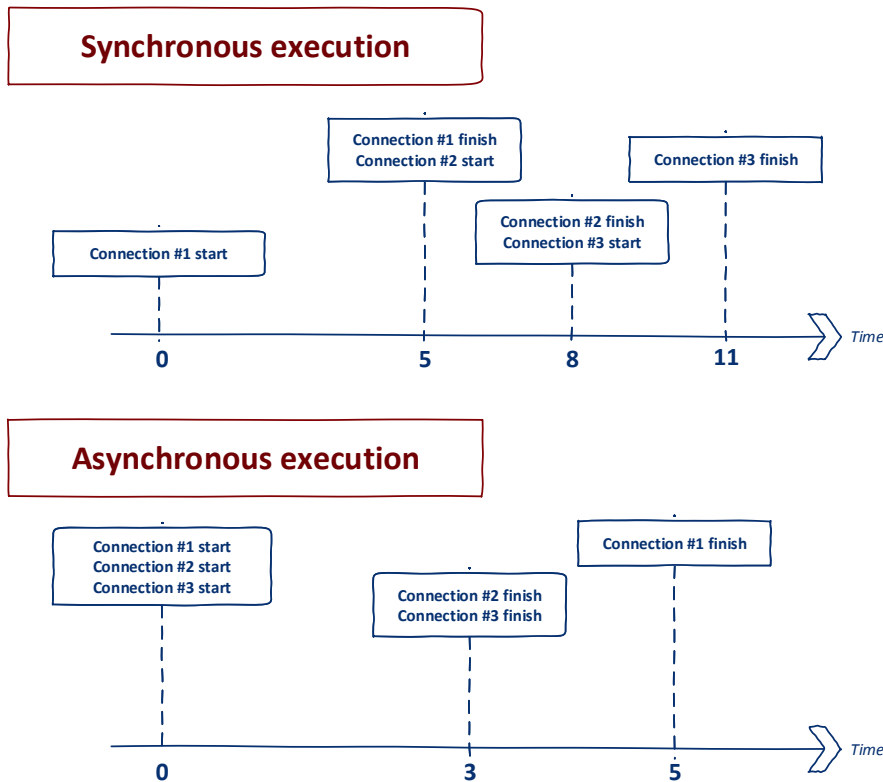 Synchronous execution
Connection #1 finish
Connection #2 start
Connection #3 finish
Connection #2 finish
Connection #3 start
Connection #1 start
Time
0
5
8
11
Asynchronous execution
Connection #1 start
Connection #2 start
Connection #3 start
Connection #1 finish
Connection #2 finish
Connection #3 finish
Time
0
3
5